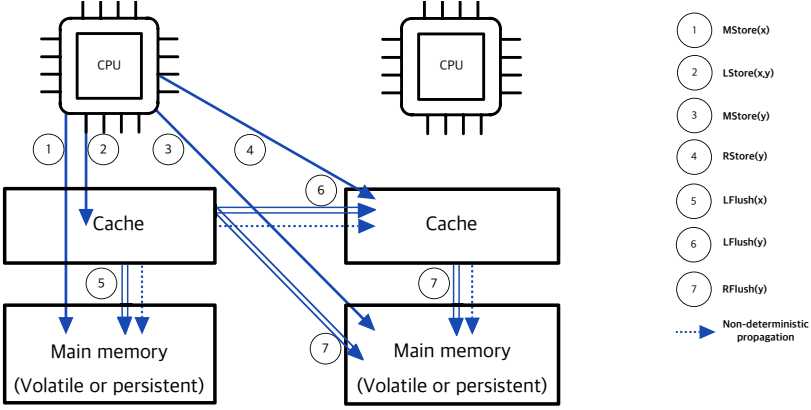 CPU
CPU
1
2
3
4
6
Cache
Cache
5
7
7
Main memory
(Volatile or persistent)
Main memory
(Volatile or persistent)
1 MStore(x)
2 LStore(x,y)
3 MStore(y)
4 RStore(y)
5 LFlush(x)
6 LFlush(y)
7 RFlush(y)
Non-deterministic
propagation